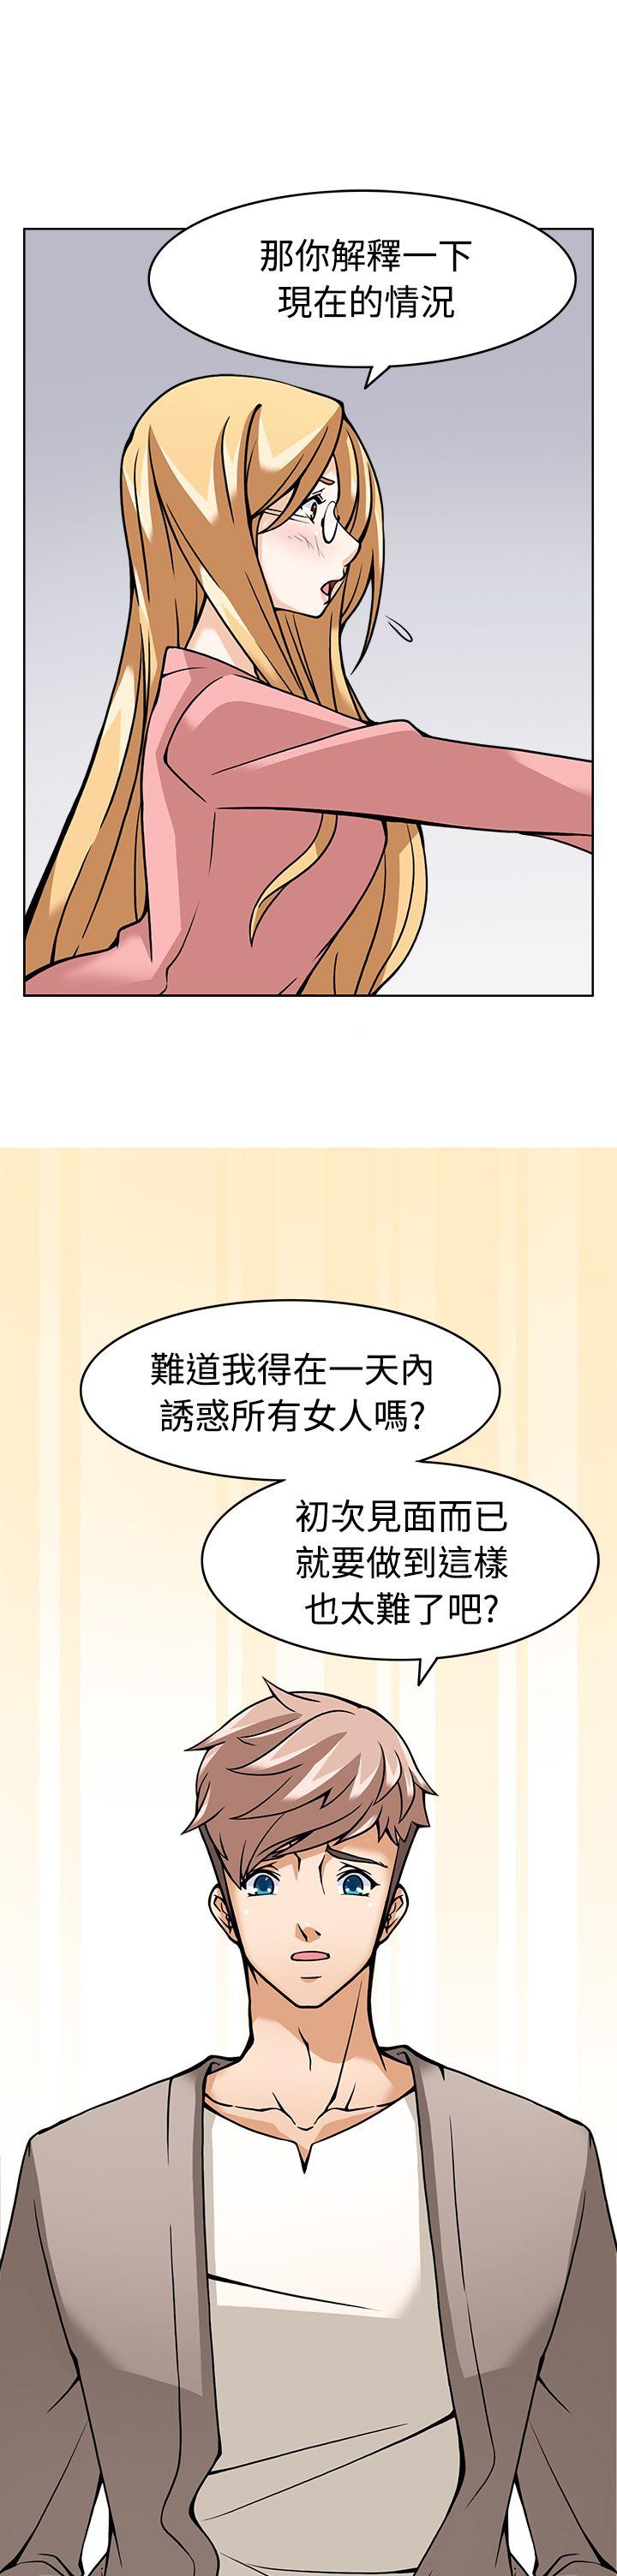 那你解釋一下
現在的情況
難道我得在一天內
誘惑所有女人嗎?
初次見面而已
就要做到這樣
也太難了吧?